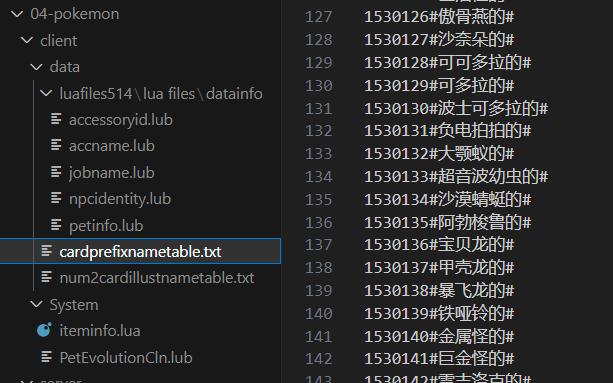 04-pokemon
client
data
luafiles514\lua files\datainfo
accessoryid.lub
accname.lub
jobname.lub
npcidentity.lub
petinfo.lub
cardprefixnametable.txt
num2cardillustnametable.txt
System
iteminfo.lua
PetEvolutionCln.lub
127 1530126#傲骨燕的#
128 1530127#沙奈朵的#
129 1530128#可可多拉的#
130 1530129#可多拉的#
131 1530130#波士可多拉的#
132 1530131#负电拍拍的#
133 1530132#大颚蚁的#
134 1530133#超音波幼虫的#
135 1530134#沙漠蜻蜓的#
136 1530135#阿勃梭鲁的#
137 1530136#宝贝龙的#
138 1530137#甲壳龙的#
139 1530138#暴飞龙的#
140 1530139#铁哑铃的#
141 1530140#金属怪的#
142 1530141#巨金怪的#